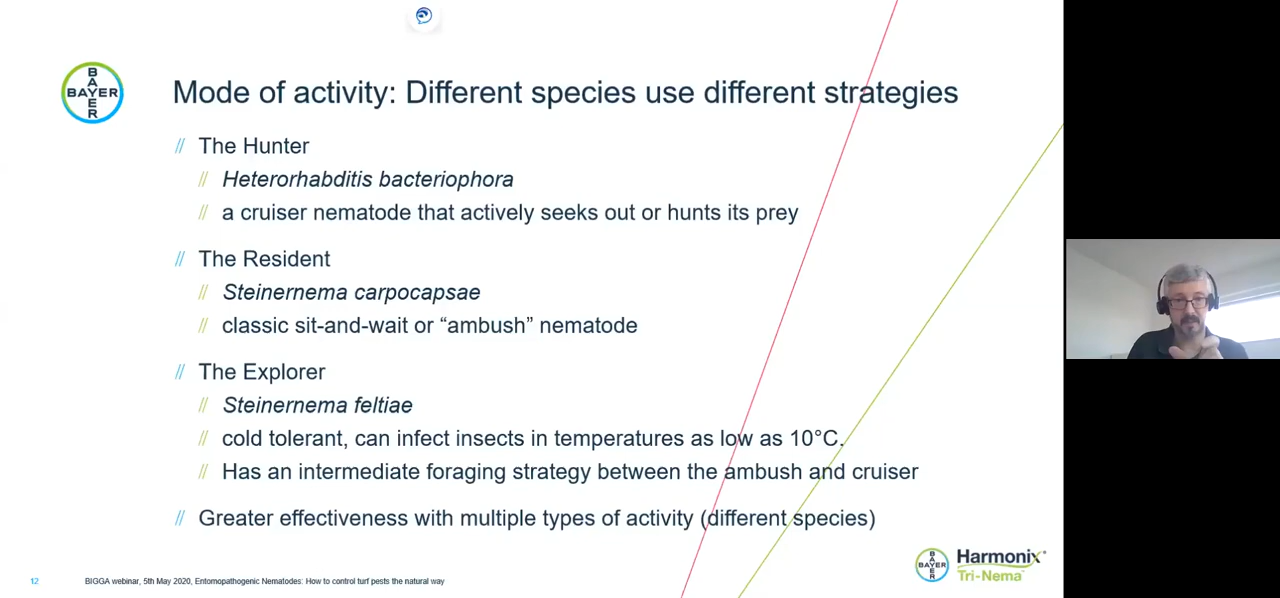 BAYER
BAYER
Mode of activity: Different species use different strategies
// The Hunter
// Heterorhabditis bacteriophora
// a cruiser nematode that actively seeks out or hunts its prey
// The Resident
// Steinernema carpocapsae
// classic sit-and-wait or “ambush” nematode
// The Explorer
// Steinernema feltiae
// cold tolerant, can infect insects in temperatures as low as 10°C.
// Has an intermediate foraging strategy between the ambush and cruiser
// Greater effectiveness with multiple types of activity (different species)
12
BIGGA webinar, 5th May 2020, Entomopathogenic Nematodes: How to control turf pests the natural way
BAYER
BAYER
Harmonix®
Tri-Nema™